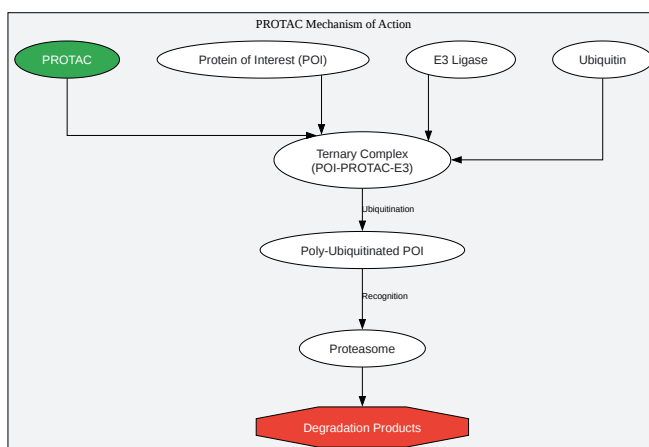 PROTAC Mechanism of Action
PROTAC
Protein of Interest (POI)
E3 Ligase
Ubiquitin
Ternary Complex
(POI-PROTAC-E3)
Ubiquitination
Poly-Ubiquitinated POI
Recognition
Proteasome
Degradation Products